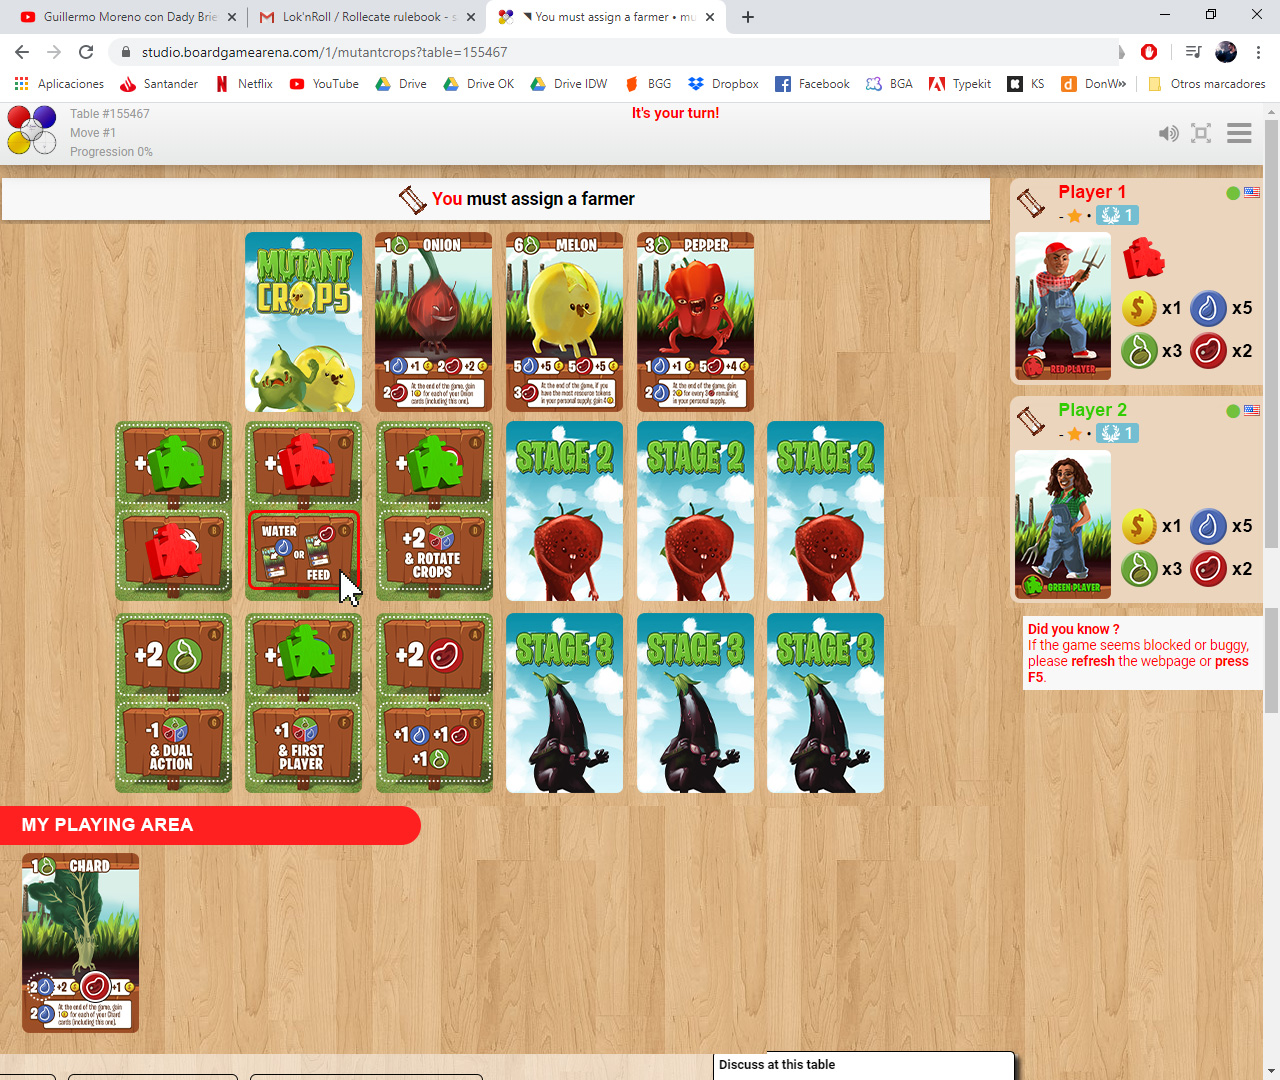 Guillermo Moreno con Dady Brie
Lok'nRoll / Rollecate rulebook - s
You must assign a farmer • mu
studio.boardgamearena.com/1/mutantcrops?table=155467
Aplicaciones
Santander
Netflix
YouTube
Drive
Drive OK
Drive IDW
BGG
Dropbox
Facebook
BGA
Typekit
KS
DonW
Otros marcadores
Table #155467
Move #1
Progression 0%
It's your turn!
You must assign a farmer
MUTANT
CROPS
1 ONION
1 +1 2 +2
2 At the end of the game, gain
1 for each of your Onion
cards (including this one).
6 MELON
5 +5 5 +5
3 At the end of the game, if you
have the most resource tokens
in your personal supply, gain 4
3 PEPPER
1 +1 5 +4
2 At the end of the game, gain
2 for every 3 remaining
in your personal supply.
A
A
A
STAGE 2
STAGE 2
STAGE 2
B
WATER
OR
FEED
C
+2
& ROTATE
CROPS
D
+2
A
A
+2
A
STAGE 3
STAGE 3
STAGE 3
-1
& DUAL
ACTION
G
+1
& FIRST
PLAYER
F
+1 +1
+1
E
MY PLAYING AREA
1 CHARD
2 +2 +1
2 At the end of the game, gain
1 for each of your Chard
cards (including this one).
Player 1
- • 1
RED PLAYER
x1 x5
x3 x2
Player 2
- • 1
GREEN PLAYER
x1 x5
x3 x2
Did you know ?
If the game seems blocked or buggy,
please refresh the webpage or press
F5.
Discuss at this table